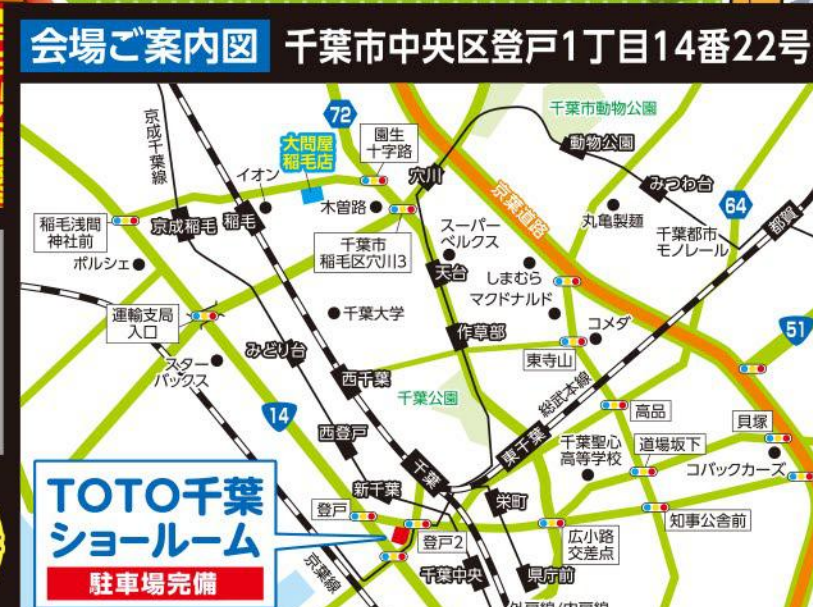 会場ご案内図 千葉市中央区登戸1丁目14番22号
京成千葉線
72
園生
十字路
千葉市動物公園
大問屋
稲毛店
動物公園
穴川
イオン
木曽路
みつわ台
京葉道路
64
稲毛浅間
神社前
京成稲毛
稲毛
スーパー
ベルクス
丸亀製麺
都賀
千葉都市
モノレール
千葉市
稲毛区穴川3
ポルシェ
天台
しまむら
マクドナルド
運輸支局
入口
千葉大学
コメダ
作草部
51
みどり台
東寺山
スター
バックス
西千葉
総武本線
千葉公園
14
高品
西登戸
東千葉
千葉聖心
高等学校
貝塚
道場坂下
千葉
コバックカーズ
新千葉
TOTO千葉
ショールーム
駐車場完備
登戸
栄町
登戸2
広小路
交差点
知事公舎前
京葉線
千葉中央
県庁前
外房線/内房線